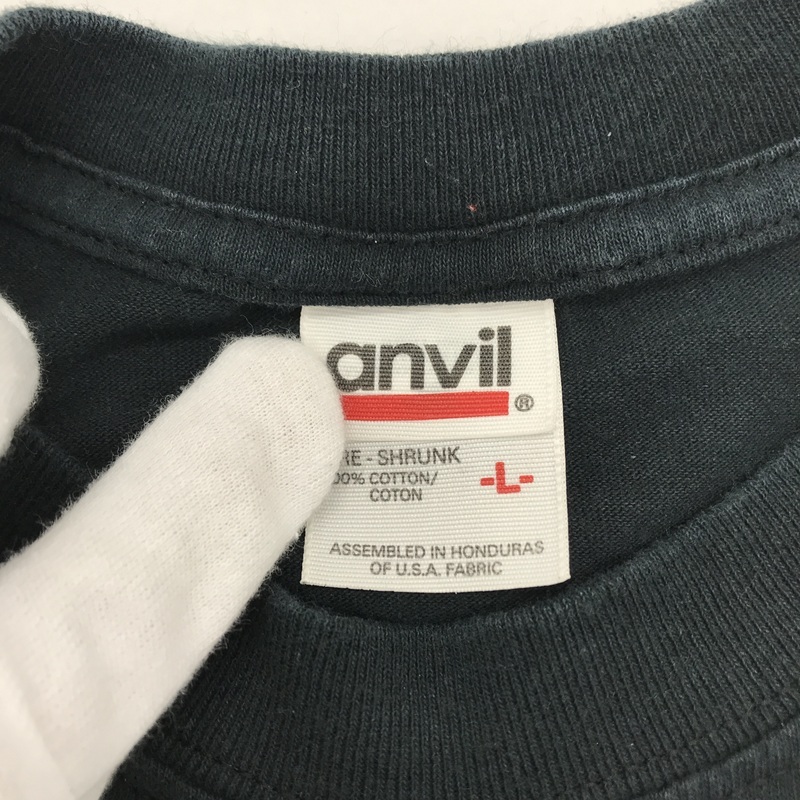 anvil
®
RE - SHRUNK
00% COTTON/
COTON
-L-
ASSEMBLED IN HONDURAS
OF U.S.A. FABRIC